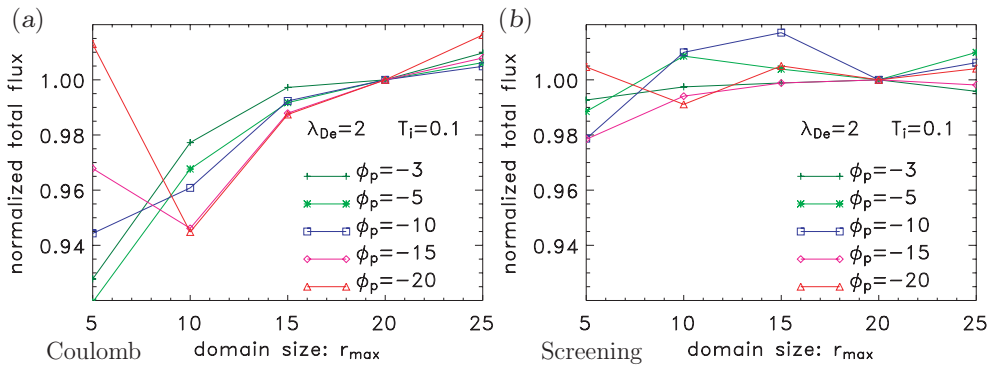 (a)
normalized total flux
1.00
0.98
0.96
0.94
λDe=2 Ti=0.1
ϕp=−3
ϕp=−5
ϕp=−10
ϕp=−15
ϕp=−20
5 10 15 20 25
Coulomb domain size: rmax
(b)
normalized total flux
1.00
0.98
0.96
0.94
λDe=2 Ti=0.1
ϕp=−3
ϕp=−5
ϕp=−10
ϕp=−15
ϕp=−20
5 10 15 20 25
Screening domain size: rmax